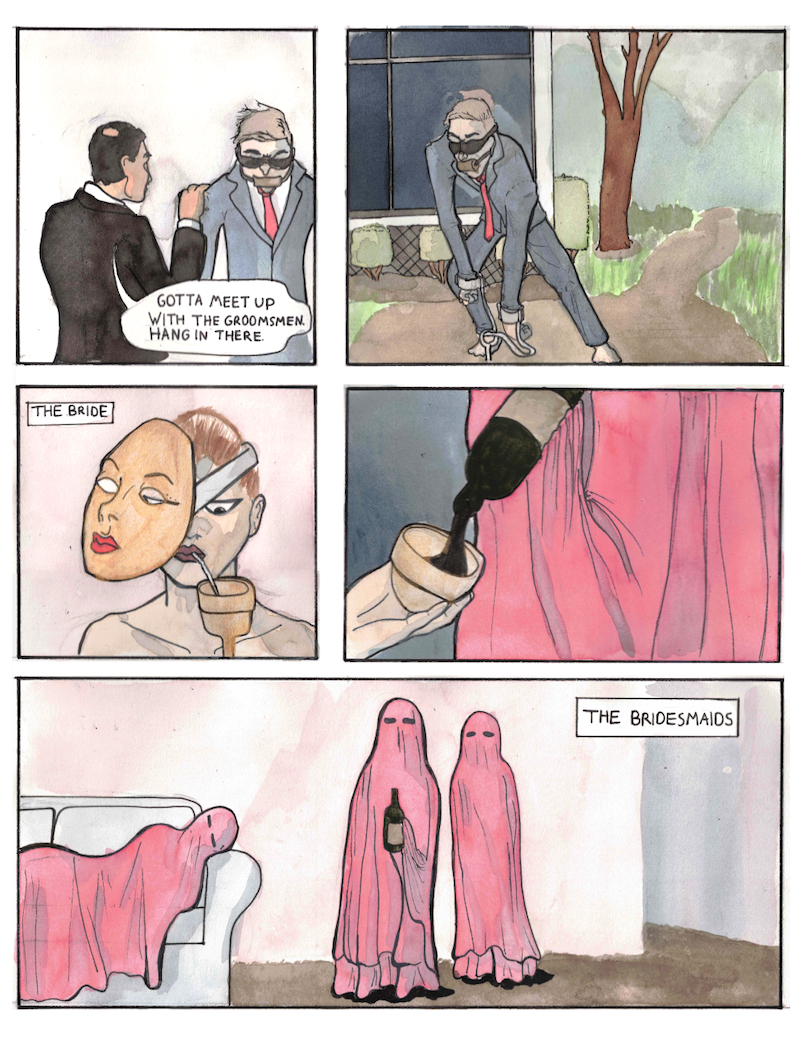 GOTTA MEET UP
WITH THE GROOMSMEN.
HANG IN THERE.
THE BRIDE
THE BRIDESMAIDS